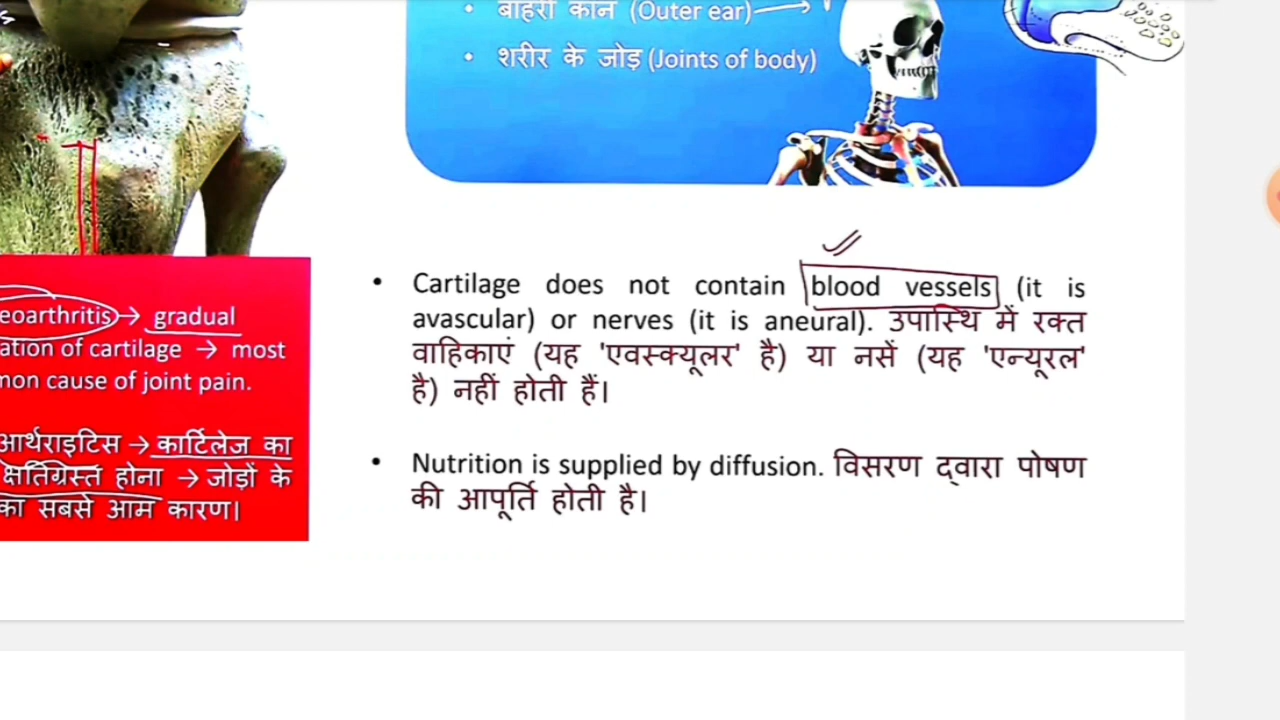 बाहरी कान (Outer ear)
शरीर के जोड़ (Joints of body)
eoarthritis → gradual
ation of cartilage → most
mon cause of joint pain.
आर्थराइटिस → कार्टिलेज का
क्षतिग्रस्त होना → जोड़ों के
का सबसे आम कारण।
• Cartilage does not contain blood vessels (it is
avascular) or nerves (it is aneural). उपास्थि में रक्त
वाहिकाएं (यह 'एवस्क्यूलर' है) या नसें (यह 'एन्यूरल'
है) नहीं होती हैं।
• Nutrition is supplied by diffusion. विसरण द्वारा पोषण
की आपूर्ति होती है।